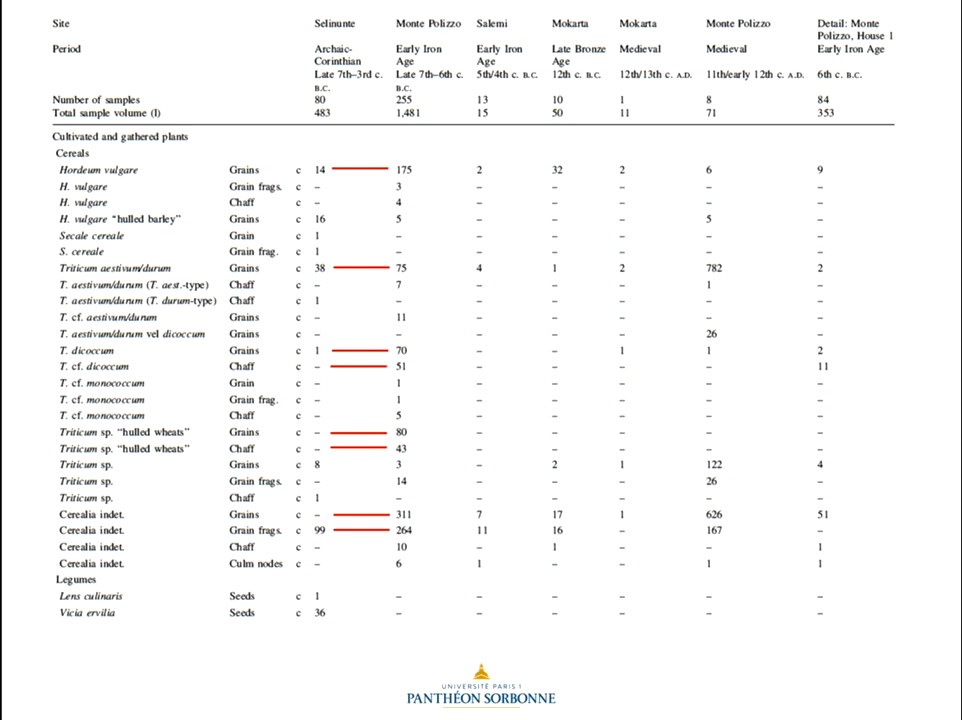 Site Selinunte Monte Polizzo Salemi Mokarta Mokarta Monte Polizzo Detail: Monte
Polizzo, House 1
Period Archaic- Early Iron Early Iron Late Bronze Medieval Medieval Early Iron Age
Corinthian Age Age Age
Late 7th–3rd c. Late 7th–6th c. 5th/4th c. B.C. 12th c. B.C. 12th/13th c. A.D. 11th/early 12th c. A.D. 6th c. B.C.
B.C. B.C.
Number of samples 80 255 13 10 1 8 84
Total sample volume (l) 483 1,481 15 50 11 71 353
Cultivated and gathered plants
Cereals
Hordeum vulgare Grains c 14 175 2 32 2 6 9
H. vulgare Grain frags. c – 3 – – – – –
H. vulgare Chaff c – 4 – – – – –
H. vulgare “hulled barley” Grains c 16 5 – – – 5 –
Secale cereale Grain c 1 – – – – – –
S. cereale Grain frag. c 1 – – – – – –
Triticum aestivum/durum Grains c 38 75 4 1 2 782 2
T. aestivum/durum (T. aest.-type) Chaff c – 7 – – – 1 –
T. aestivum/durum (T. durum-type) Chaff c 1 – – – – – –
T. cf. aestivum/durum Grains c – 11 – – – – –
T. aestivum/durum vel dicoccum Grains c – – – – – 26 –
T. dicoccum Grains c 1 70 – – 1 1 2
T. cf. dicoccum Chaff c – 51 – – – – 11
T. cf. monococcum Grain c – 1 – – – – –
T. cf. monococcum Grain frag. c – 1 – – – – –
T. cf. monococcum Chaff c – 5 – – – – –
Triticum sp. “hulled wheats” Grains c – 80 – – – – –
Triticum sp. “hulled wheats” Chaff c – 43 – – – – –
Triticum sp. Grains c 8 3 – 2 1 122 4
Triticum sp. Grain frags. c – 14 – – – 26 –
Triticum sp. Chaff c 1 – – – – – –
Cerealia indet. Grains c – 311 7 17 1 626 51
Cerealia indet. Grain frags. c 99 264 11 16 – 167 –
Cerealia indet. Chaff c – 10 – 1 – – 1
Cerealia indet. Culm nodes c – 6 1 – – 1 1
Legumes
Lens culinaris Seeds c 1 – – – – – –
Vicia ervilia Seeds c 36 – – – – – –
UNIVERSITÉ PARIS 1
PANTHÉON SORBONNE